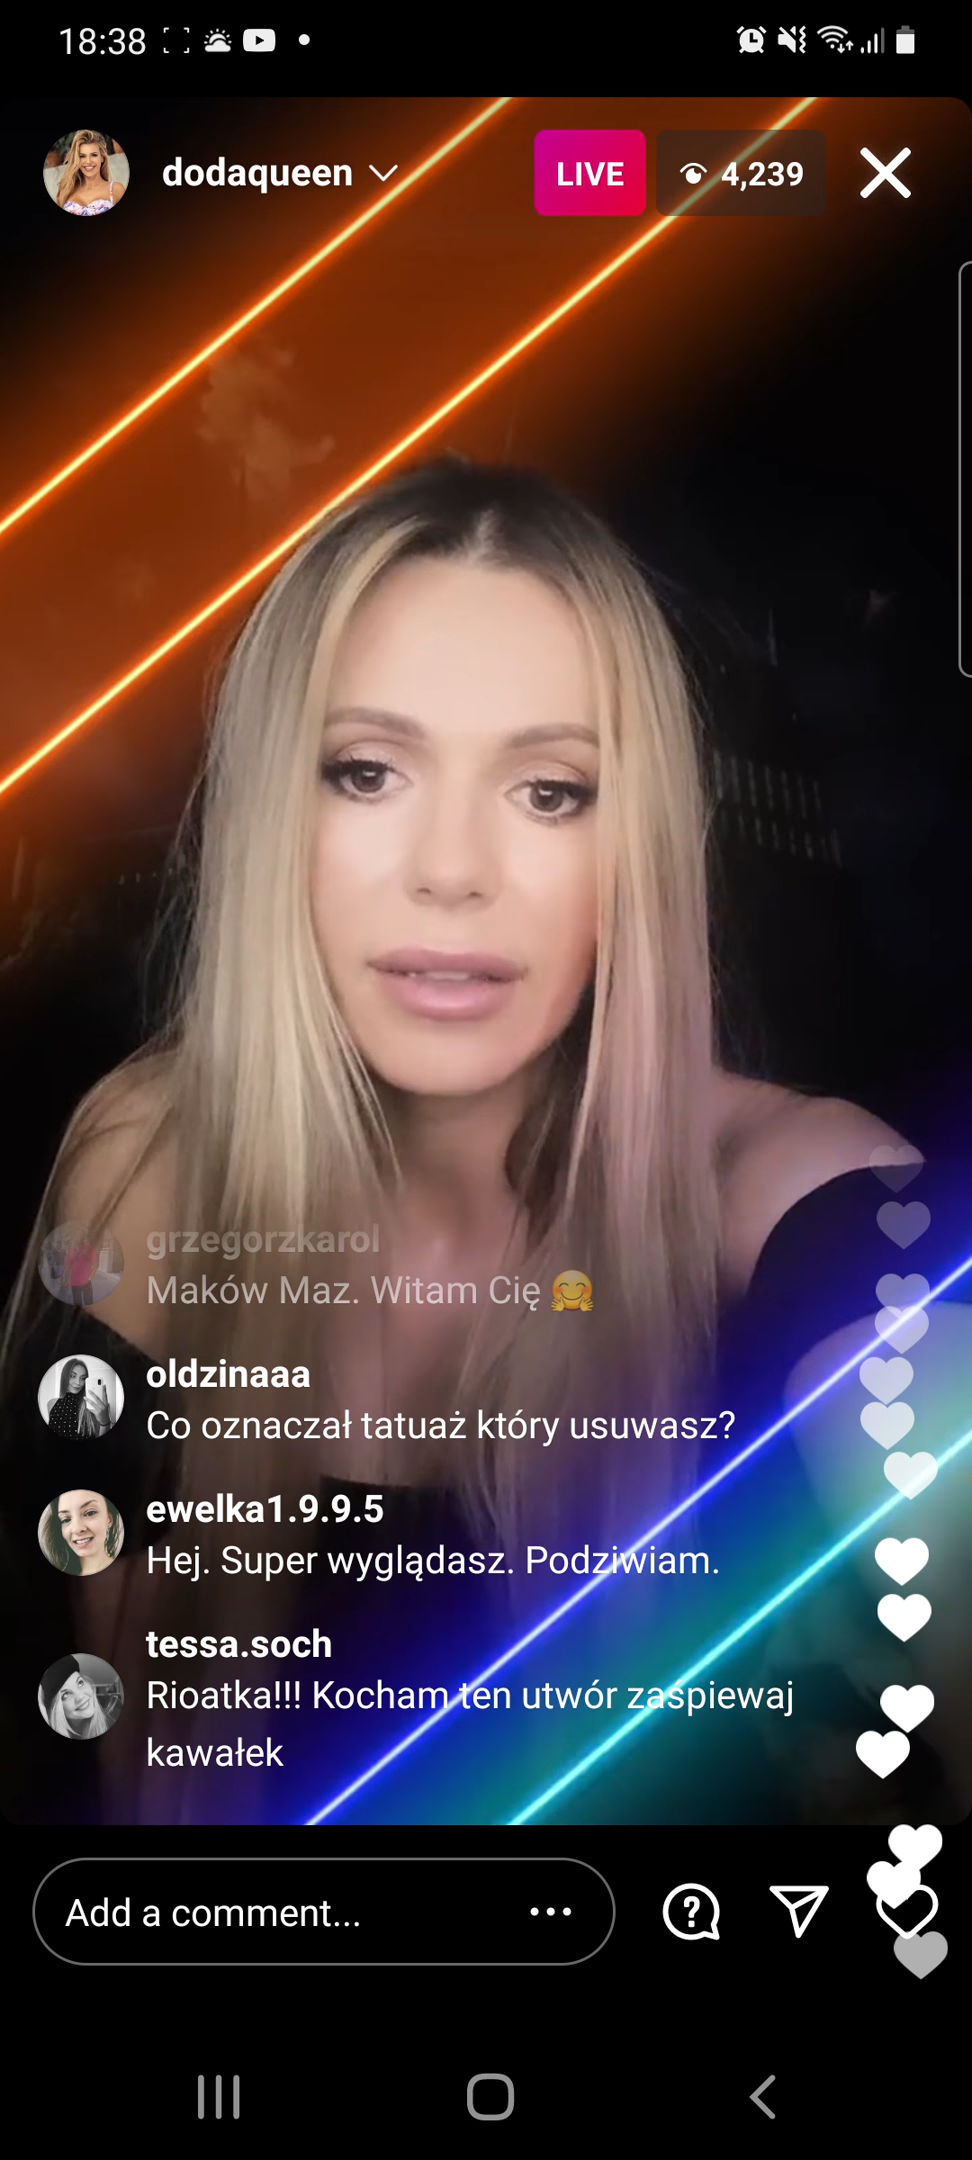 18:38
dodaqueen
LIVE
4,239
grzegorzkarol
Maków Maz. Witam Cię 🤗
oldzinaaa
Co oznaczał tatuaż który usuwasz?
ewelka1.9.9.5
Hej. Super wyglądasz. Podziwiam.
tessa.soch
Rioatka!!! Kocham ten utwór zaśpiewaj
kawałek
Add a comment...